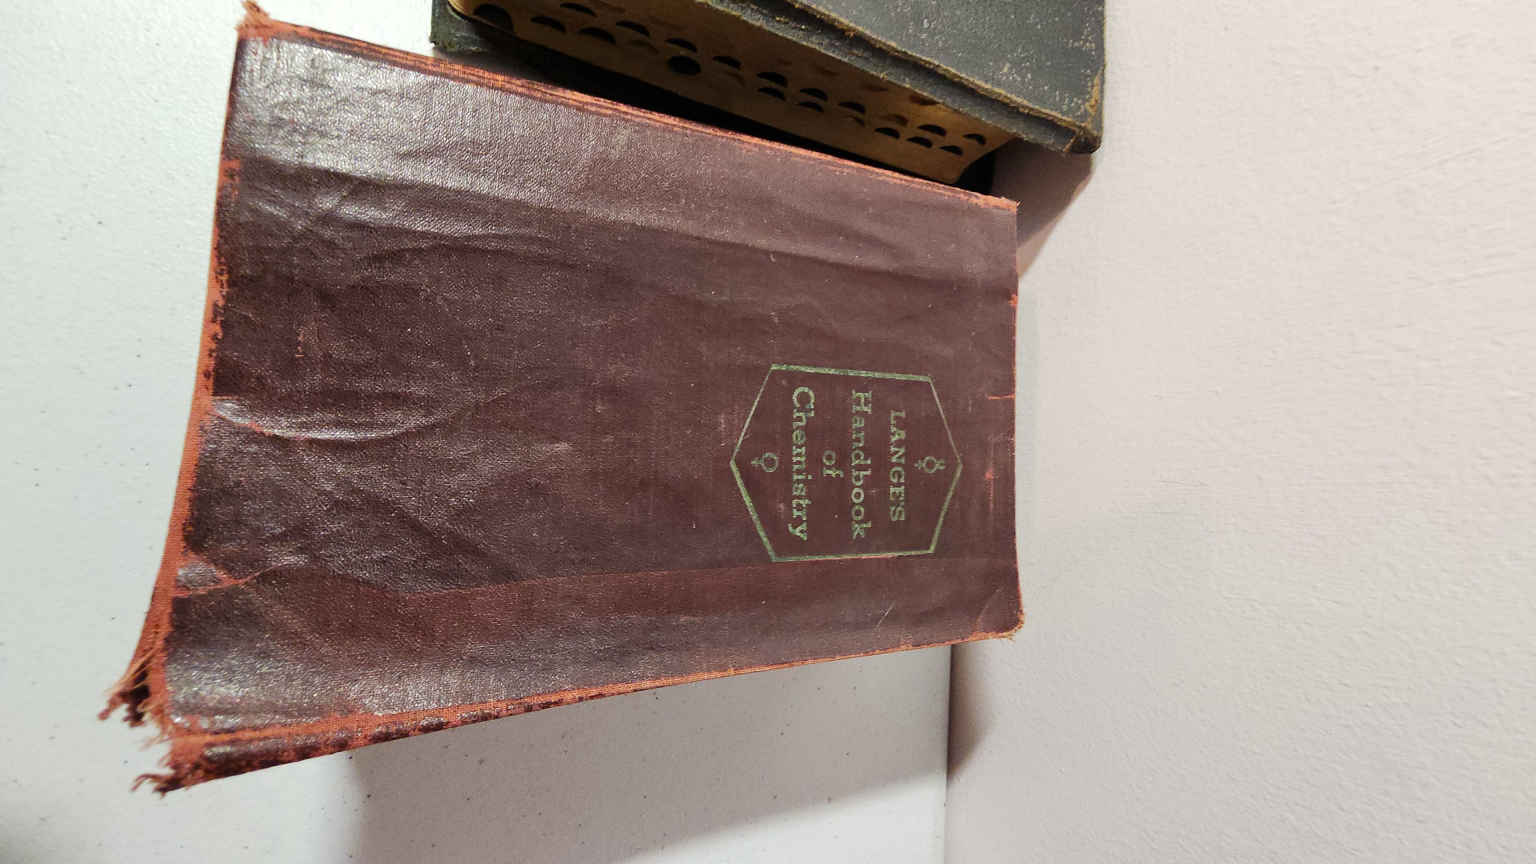 LANGE'S
Handbook
of
Chemistry